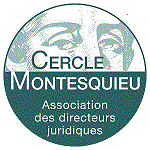 CERCLE
MONTESQUIEU
Association
des directeurs
juridiques